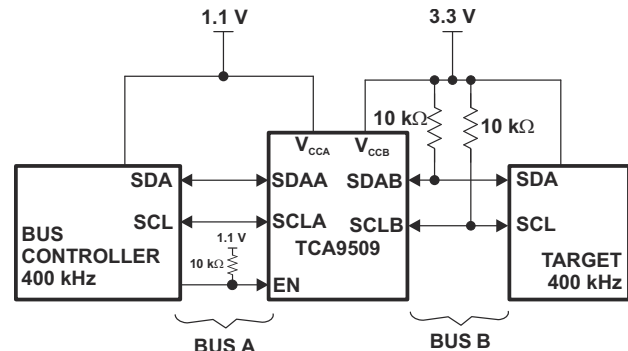 1.1 V
3.3 V
10 kΩ
10 kΩ
VCCA
VCCB
SDA
SDAA
SDAB
SDA
SCL
SCLA
SCLB
SCL
BUS
CONTROLLER
400 kHz
1.1 V
10 kΩ
TCA9509
EN
TARGET
400 kHz
BUS A
BUS B